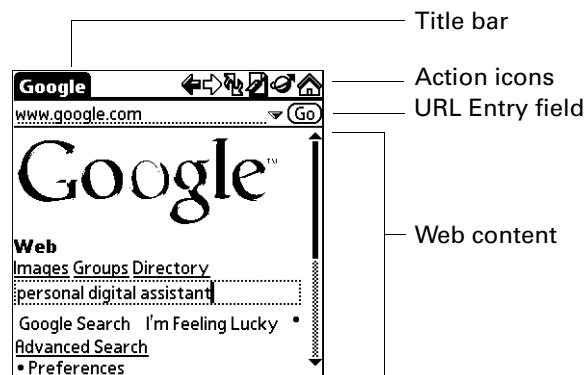 Title bar
Google
Action icons
www.google.com Go
URL Entry field
Google™
Web content
Web
Images Groups Directory
personal digital assistant
Google Search I'm Feeling Lucky •
Advanced Search
• Preferences